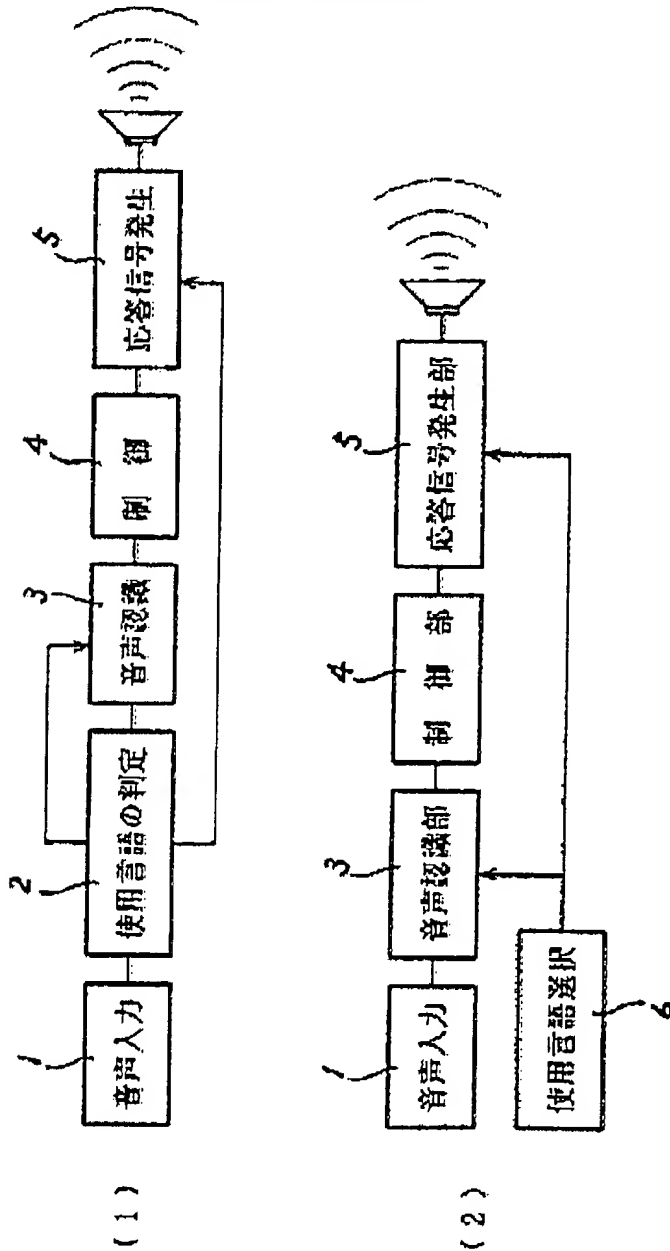 (1)
1
音声入力
2
使用言語の判定
3
音声認識
4
制御
5
応答信号発生
(2)
1
音声入力
3
音声認識部
4
制御部
5
応答信号発生部
使用言語選択
6